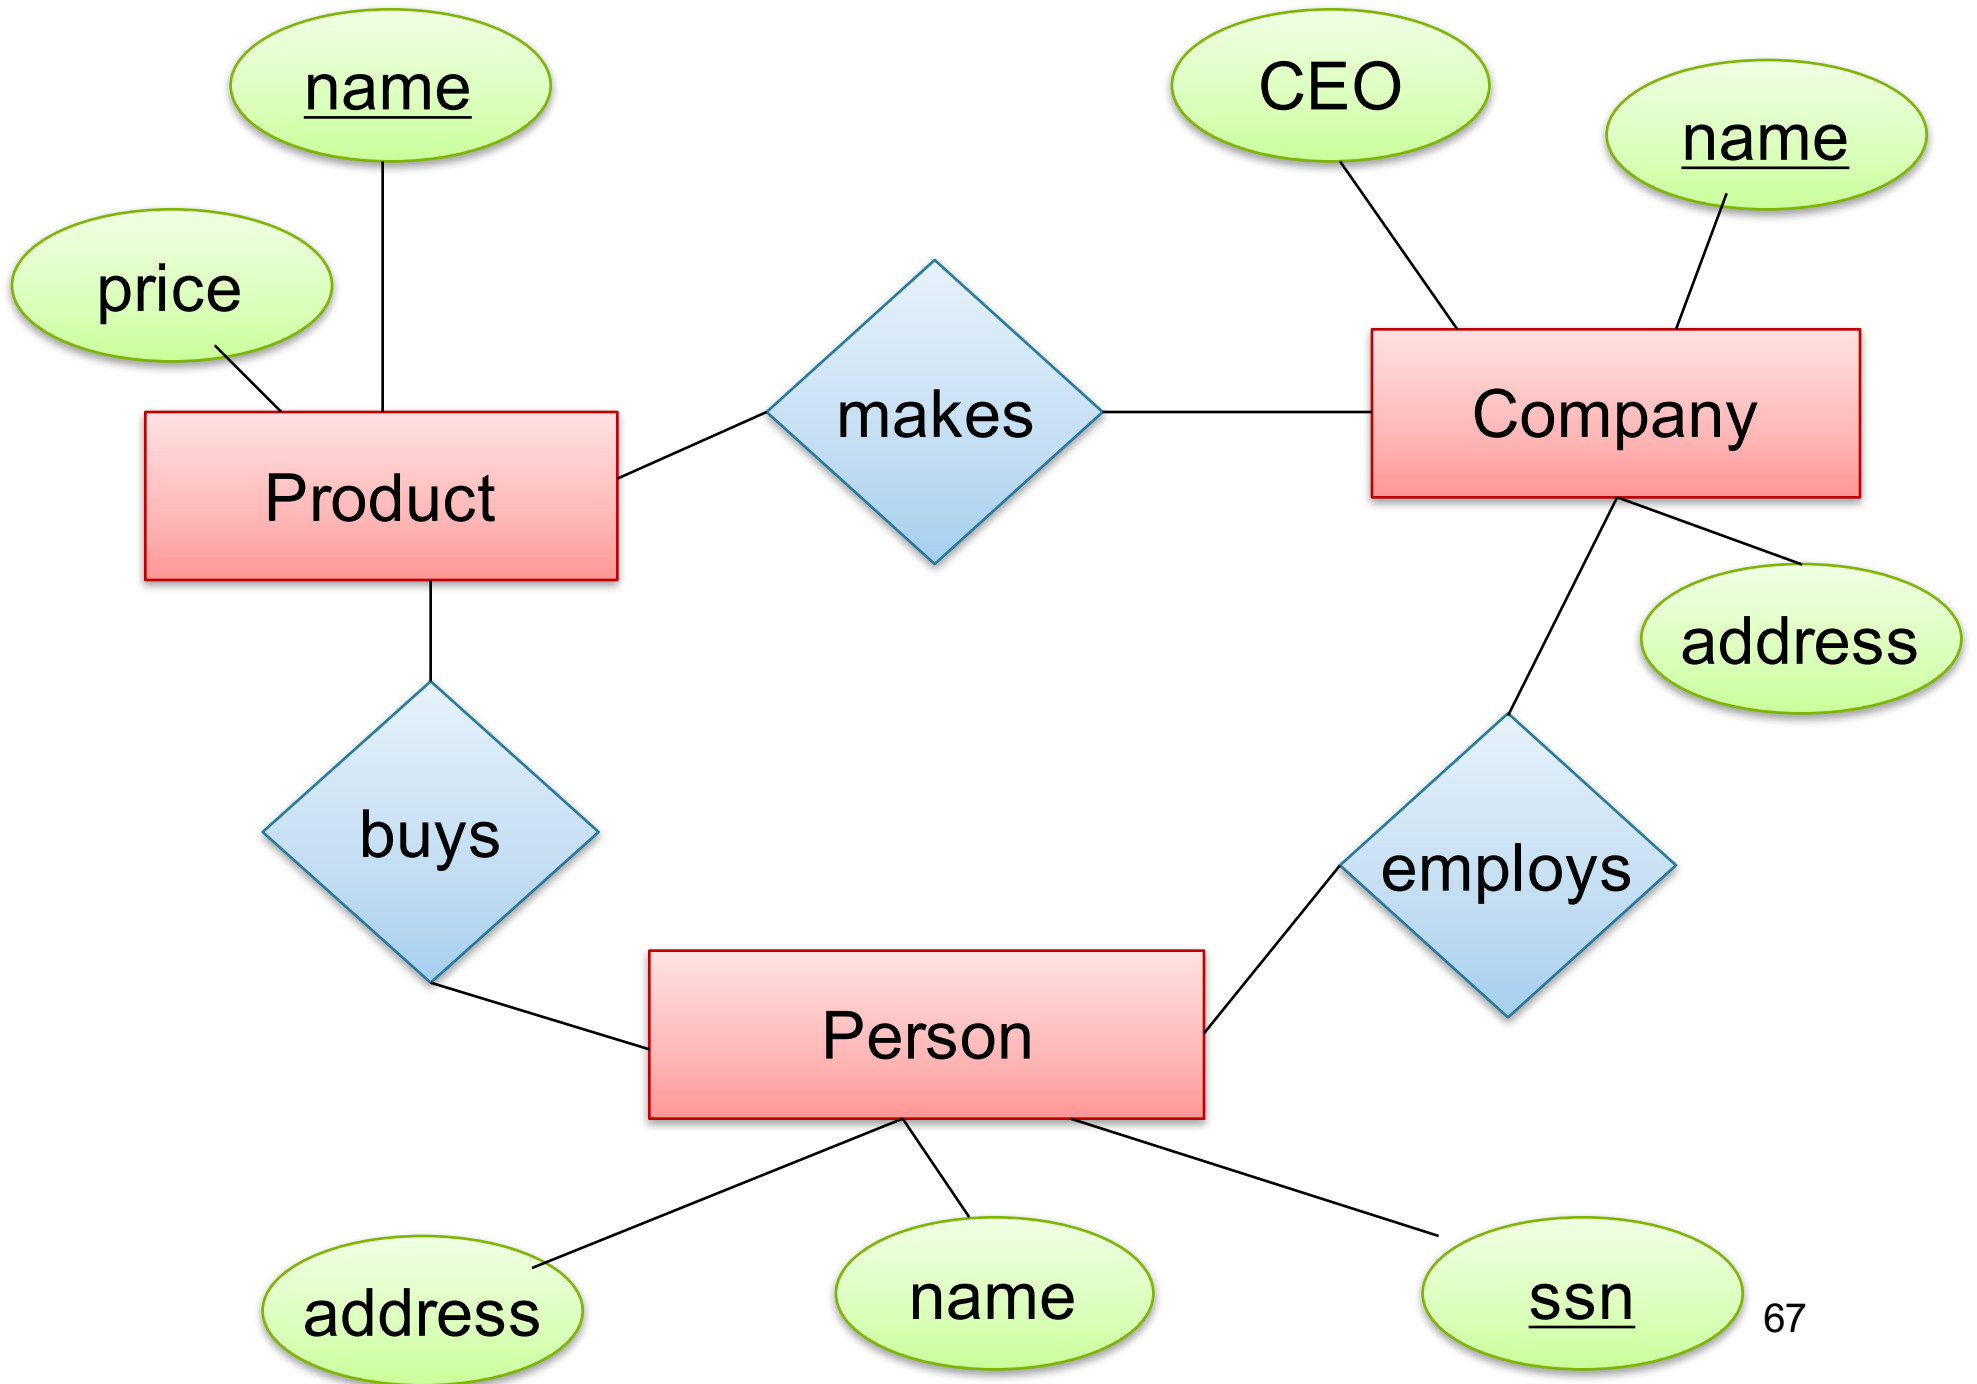 name
CEO
name
price
makes
Company
Product
address
buys
employs
Person
address
name
ssn
67